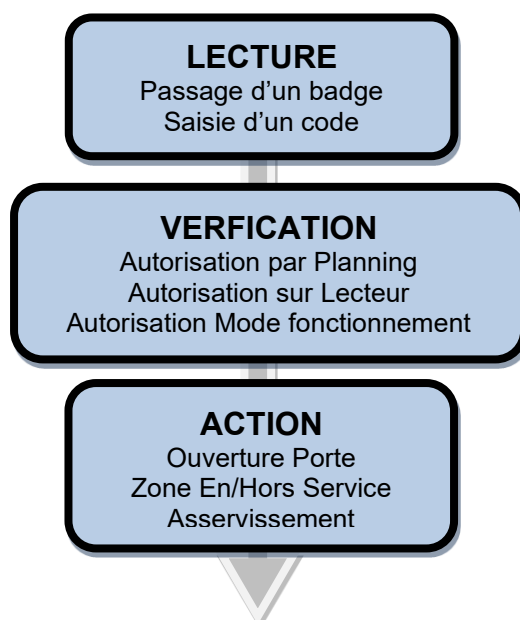 LECTURE
Passage d’un badge
Saisie d’un code
VERFICATION
Autorisation par Planning
Autorisation sur Lecteur
Autorisation Mode fonctionnement
ACTION
Ouverture Porte
Zone En/Hors Service
Asservissement